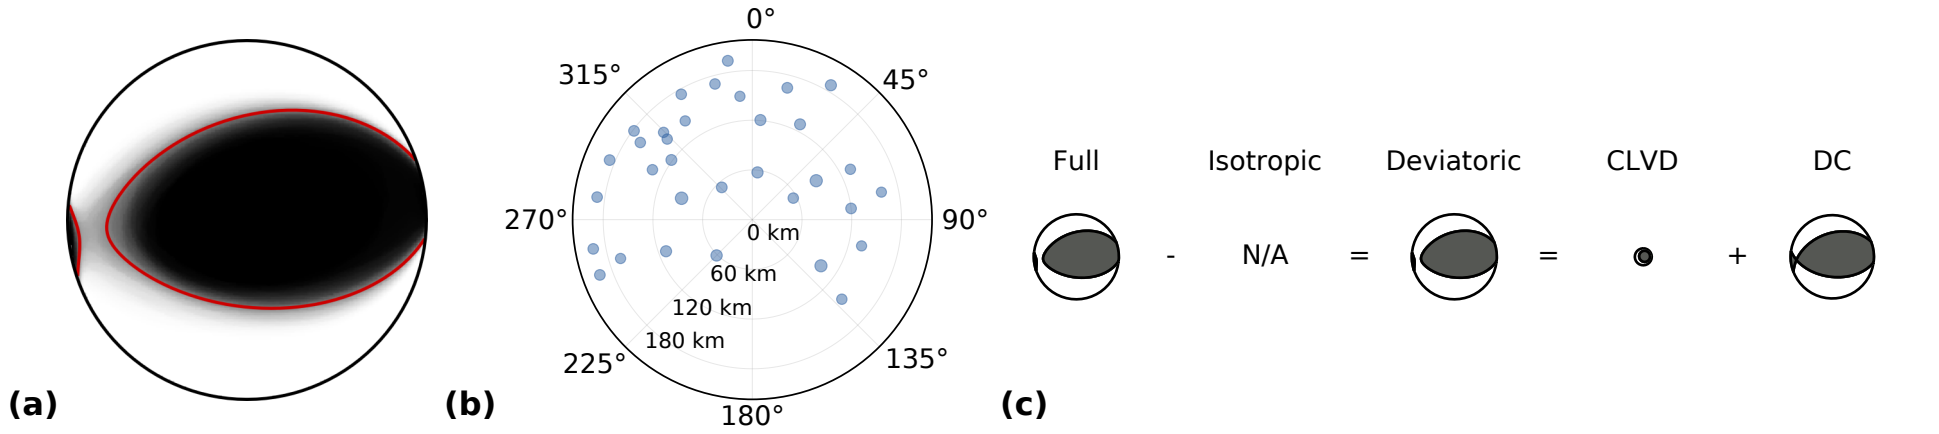 (a)
0°
45°
90°
135°
180°
225°
270°
315°
0 km
60 km
120 km
180 km
(b)
Full
Isotropic
Deviatoric
CLVD
DC
- N/A = = +
(c)